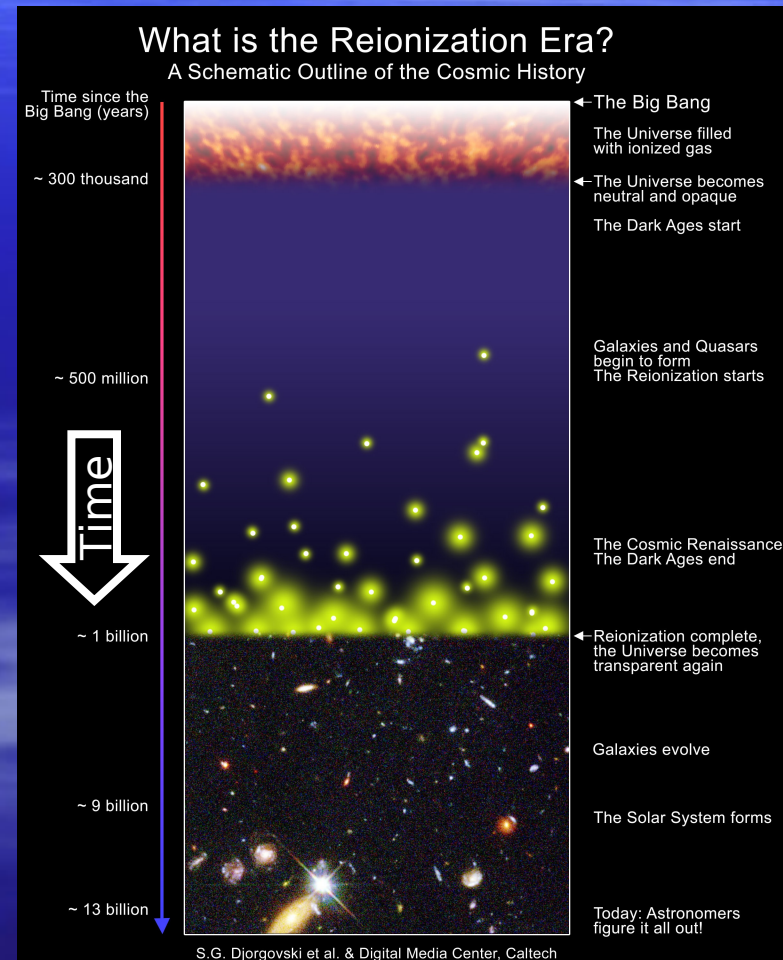 What is the Reionization Era?
A Schematic Outline of the Cosmic History
Time since the
Big Bang (years)
The Big Bang
The Universe filled
with ionized gas
~ 300 thousand
The Universe becomes
neutral and opaque
The Dark Ages start
Galaxies and Quasars
begin to form
~ 500 million
The Reionization starts
Time
The Cosmic Renaissance
The Dark Ages end
~ 1 billion
Reionization complete,
the Universe becomes
transparent again
Galaxies evolve
~ 9 billion
The Solar System forms
~ 13 billion
Today: Astronomers
figure it all out!
S.G. Djorgovski et al. & Digital Media Center, Caltech